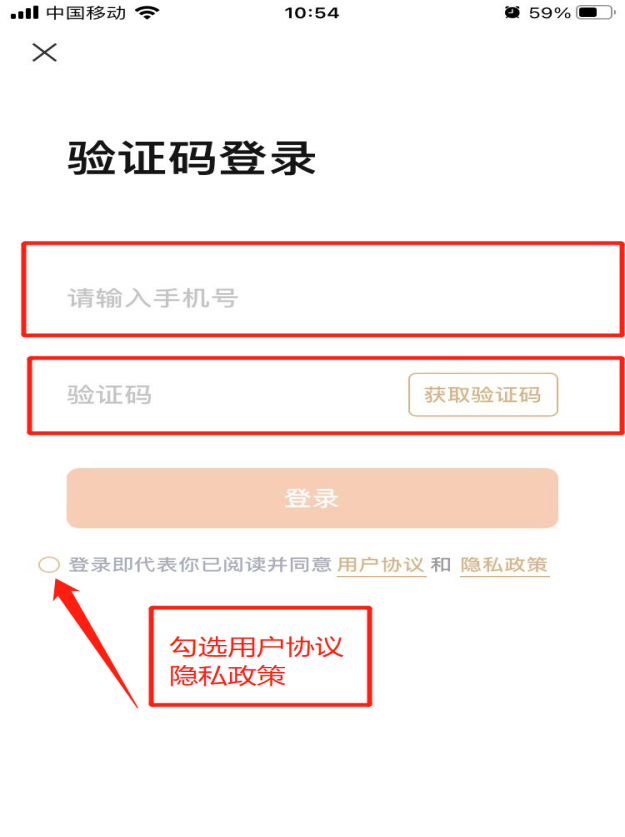 中国移动 10:54 59%
验证码登录
请输入手机号
验证码 获取验证码
登录
登录即代表你已阅读并同意 用户协议 和 隐私政策
勾选用户协议
隐私政策